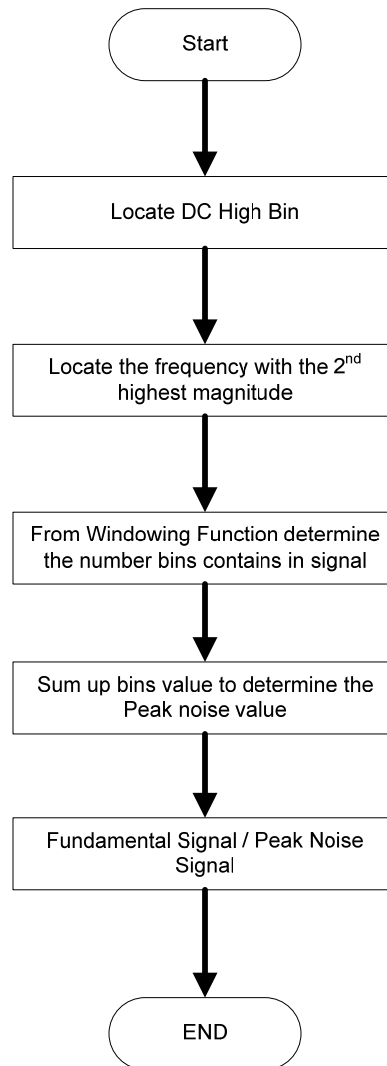 Start
Locate DC High Bin
Locate the frequency with the 2nd
highest magnitude
From Windowing Function determine
the number bins contains in signal
Sum up bins value to determine the
Peak noise value
Fundamental Signal / Peak Noise
Signal
END